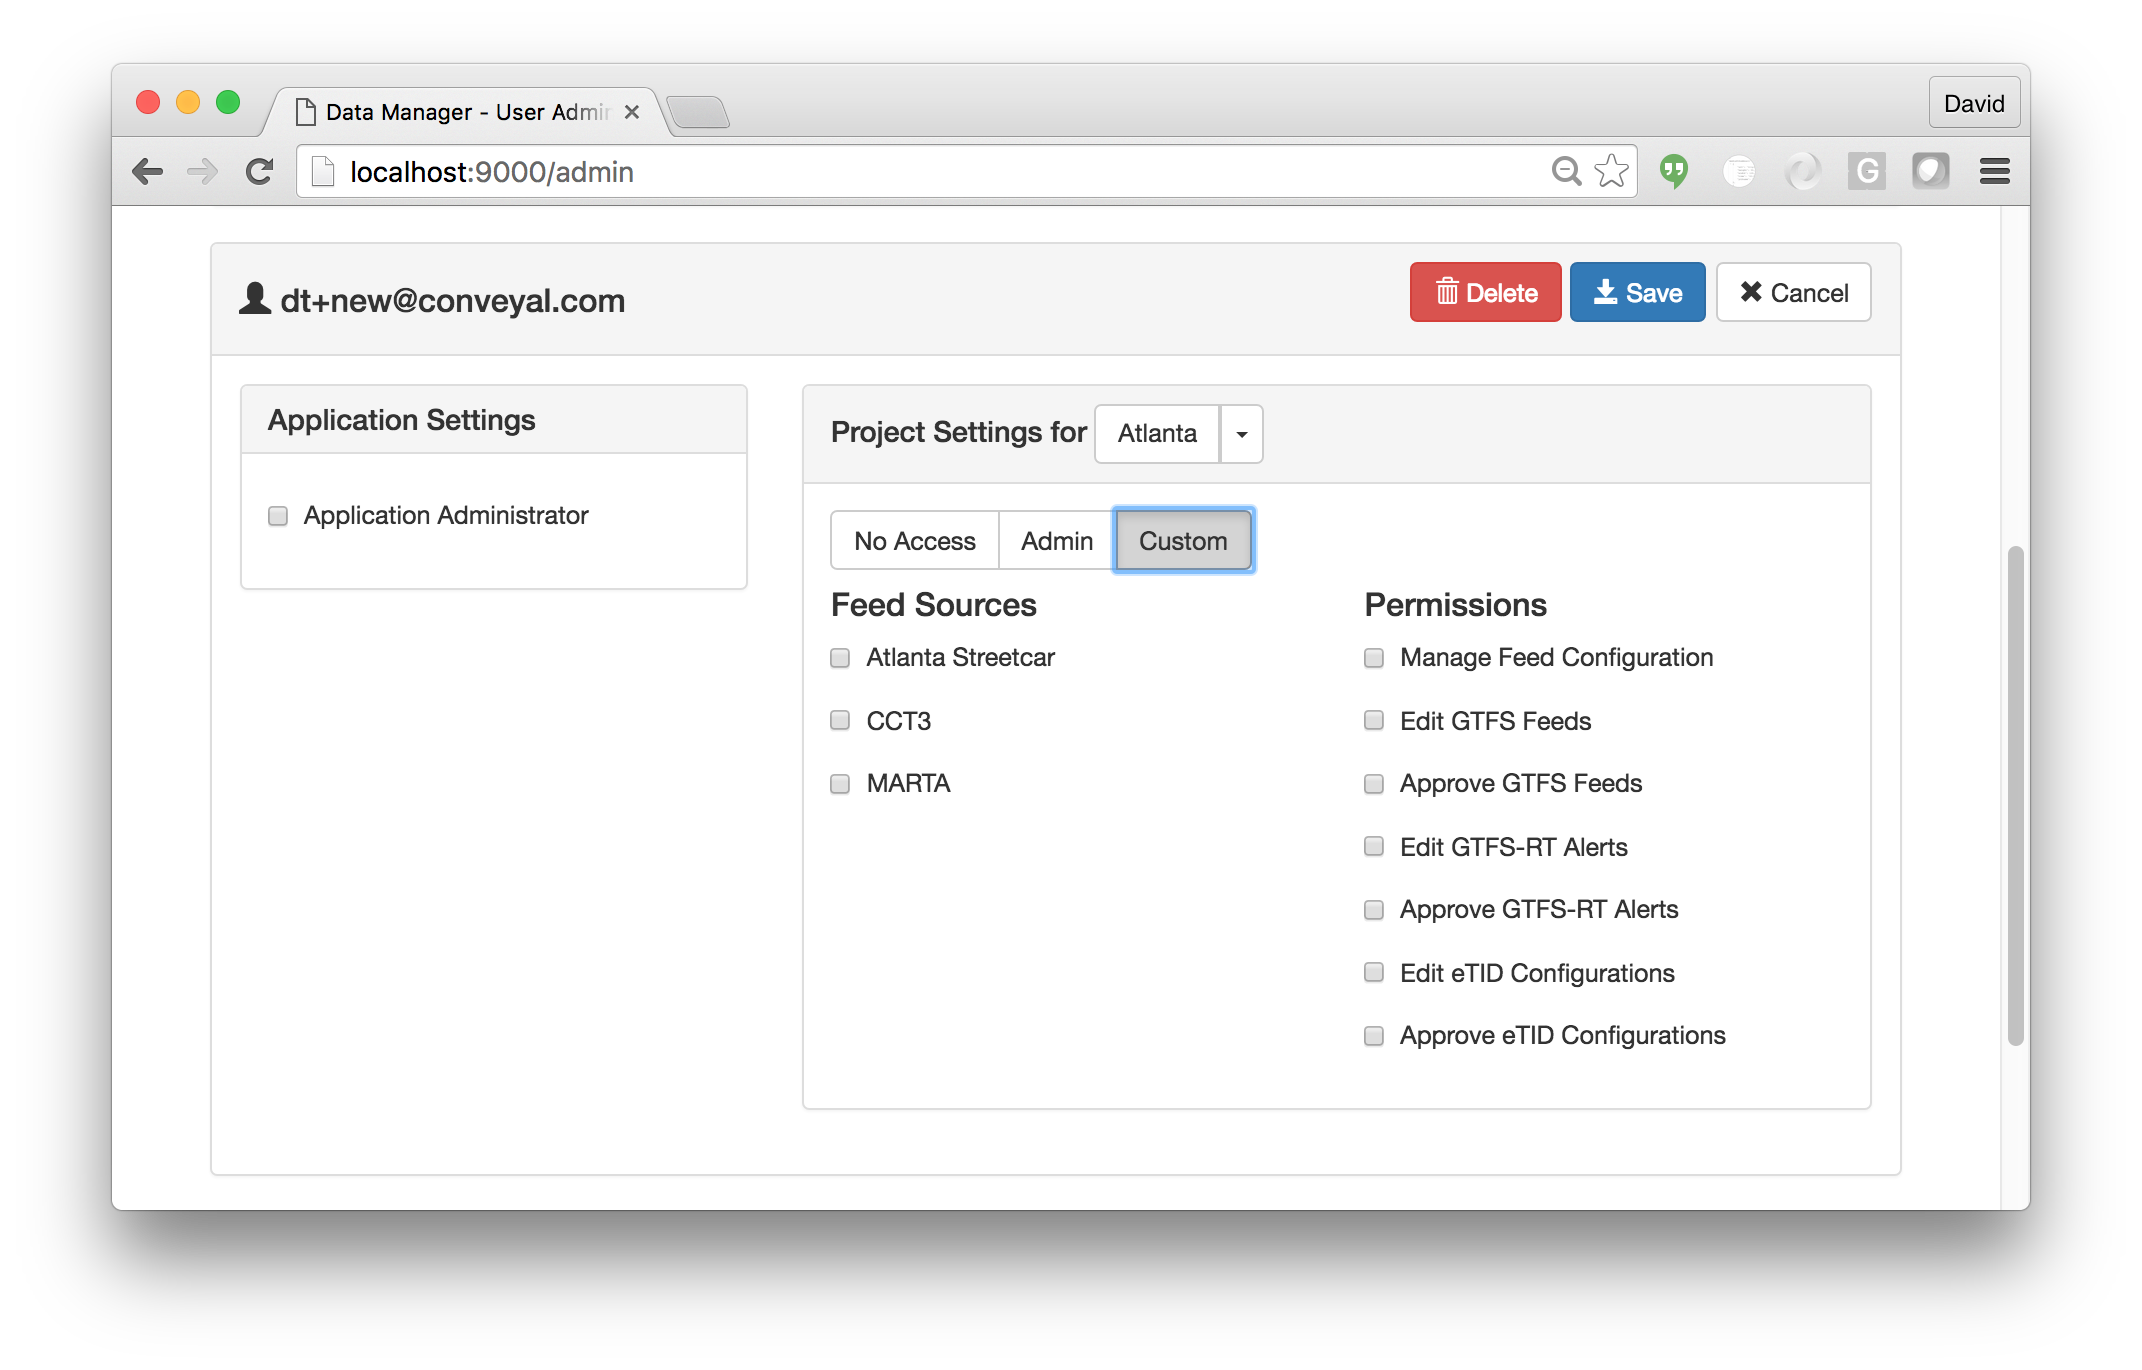 Data Manager - User Admin
David
localhost:9000/admin
G
dt+new@conveyal.com
Delete
Save
Cancel
Application Settings
Application Administrator
Project Settings for
Atlanta
No Access
Admin
Custom
Feed Sources
Atlanta Streetcar
CCT3
MARTA
Permissions
Manage Feed Configuration
Edit GTFS Feeds
Approve GTFS Feeds
Edit GTFS-RT Alerts
Approve GTFS-RT Alerts
Edit eTID Configurations
Approve eTID Configurations